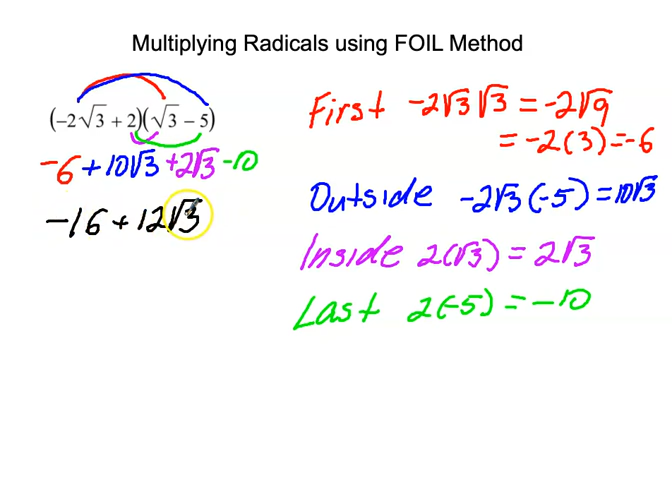 Multiplying Radicals using FOIL Method
(-2√3 + 2)(√3 - 5)
-6 + 10√3 + 2√3 - 10
-16 + 12√3
First -2√3 √3 = -2√9
= -2(3) = -6
Outside -2√3(-5) = 10√3
Inside 2(√3) = 2√3
Last 2(-5) = -10